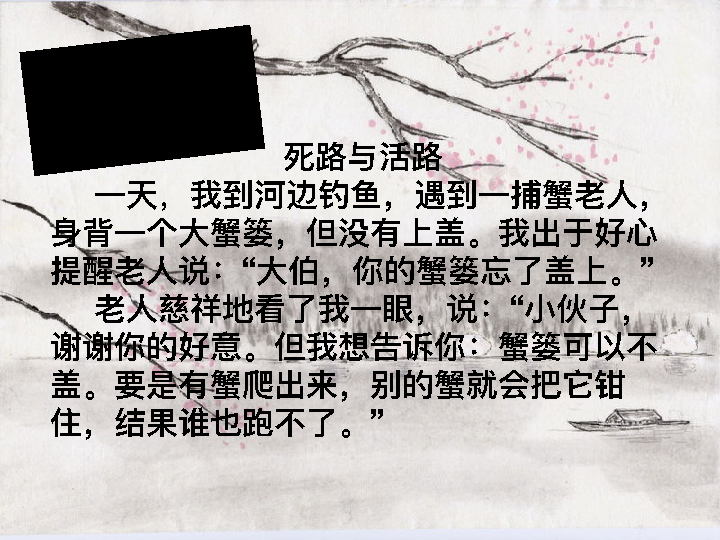 死路与活路
一天，我到河边钓鱼，遇到一捕蟹老人，
身背一个大蟹篓，但没有上盖。我出于好心
提醒老人说：“大伯，你的蟹篓忘了盖上。”
老人慈祥地看了我一眼，说：“小伙子，
谢谢你的好意。但我想告诉你：蟹篓可以不
盖。要是有蟹爬出来，别的蟹就会把它钳
住，结果谁也跑不了。”